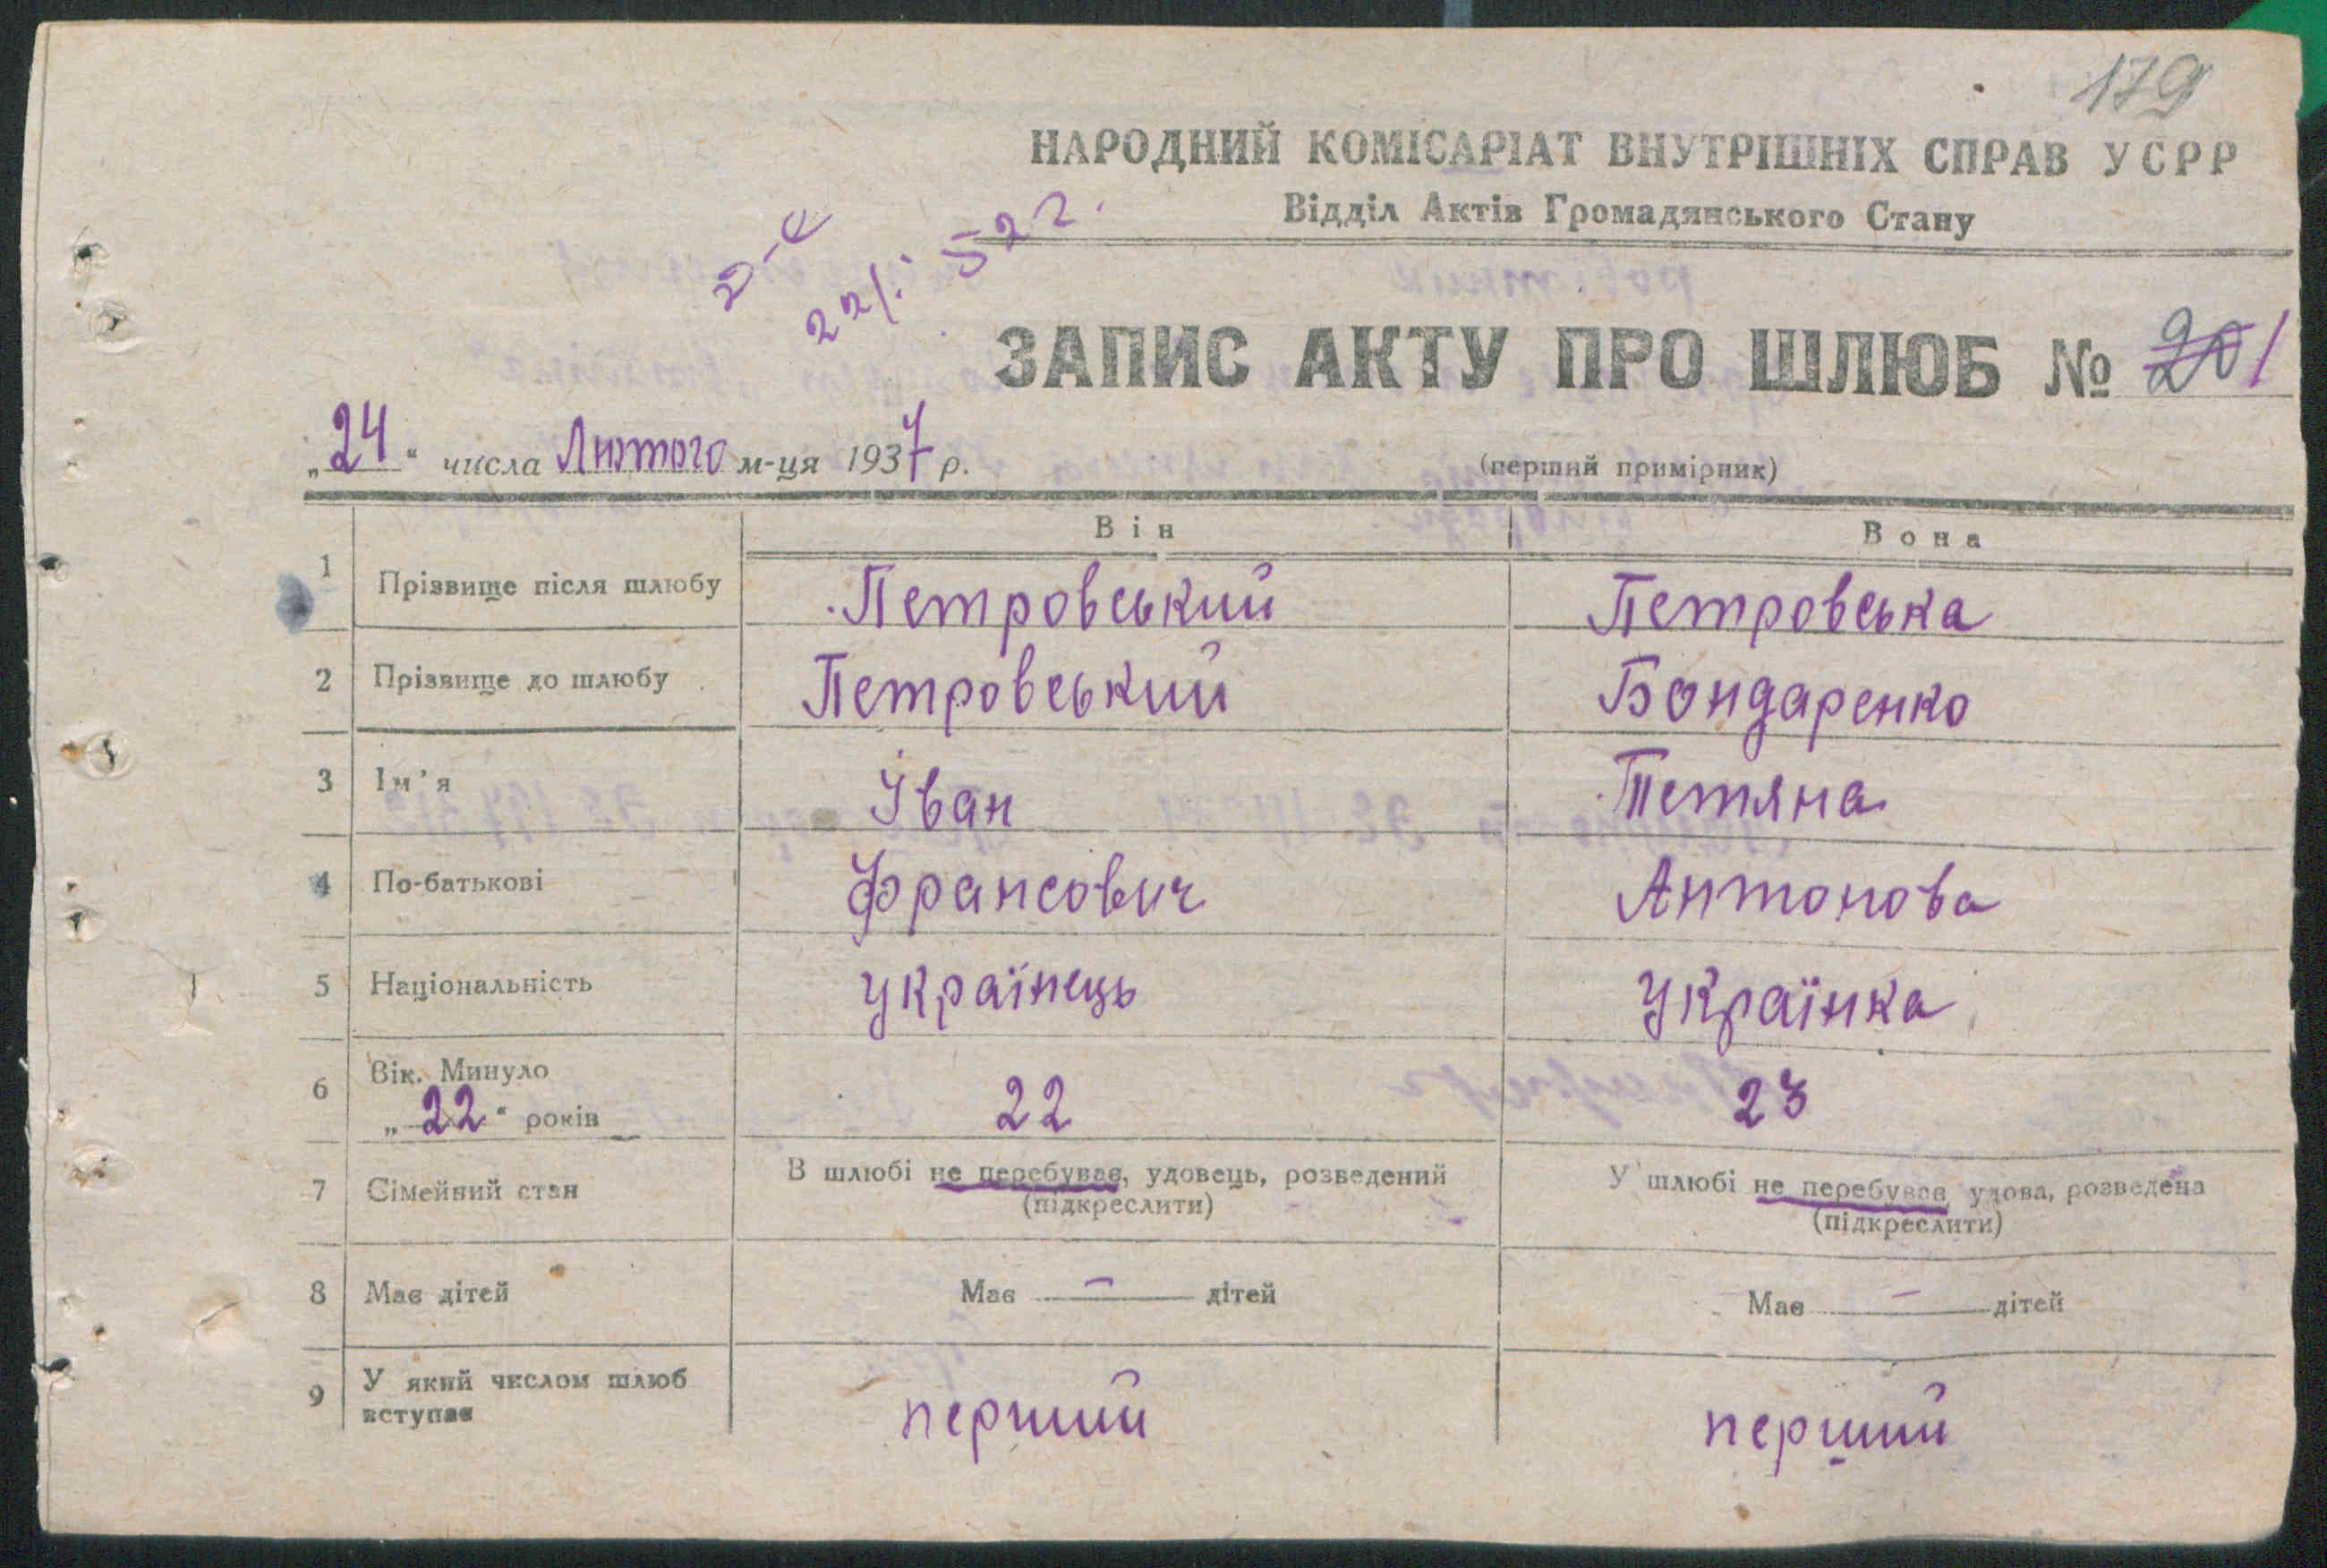 179
НАРОДНИЙ КОМІСАРІАТ ВНУТРІШНІХ СПРАВ УСРР
Відділ Актів Громадянського Стану
ЗАПИС АКТУ ПРО ШЛЮБ № 1
„24“ числа Лютого м-ця 1937 р. (перший примірник)
Він Вона
1 Прізвище після шлюбу Петровський Петровська
2 Прізвище до шлюбу Петровський Бондаренко
3 Ім'я Іван Тетяна
4 По-батькові Франсович Антонова
5 Національність українець Українка
6 Вік. Минуло
„22“ років 22 23
7 Сімейний стан В шлюбі не перебуває, удовець, розведений У шлюбі не перебуває удова, розведена
(підкреслити) (підкреслити)
8 Має дітей Має — дітей Має — дітей
9 У який числом шлюб
вступає перший перший